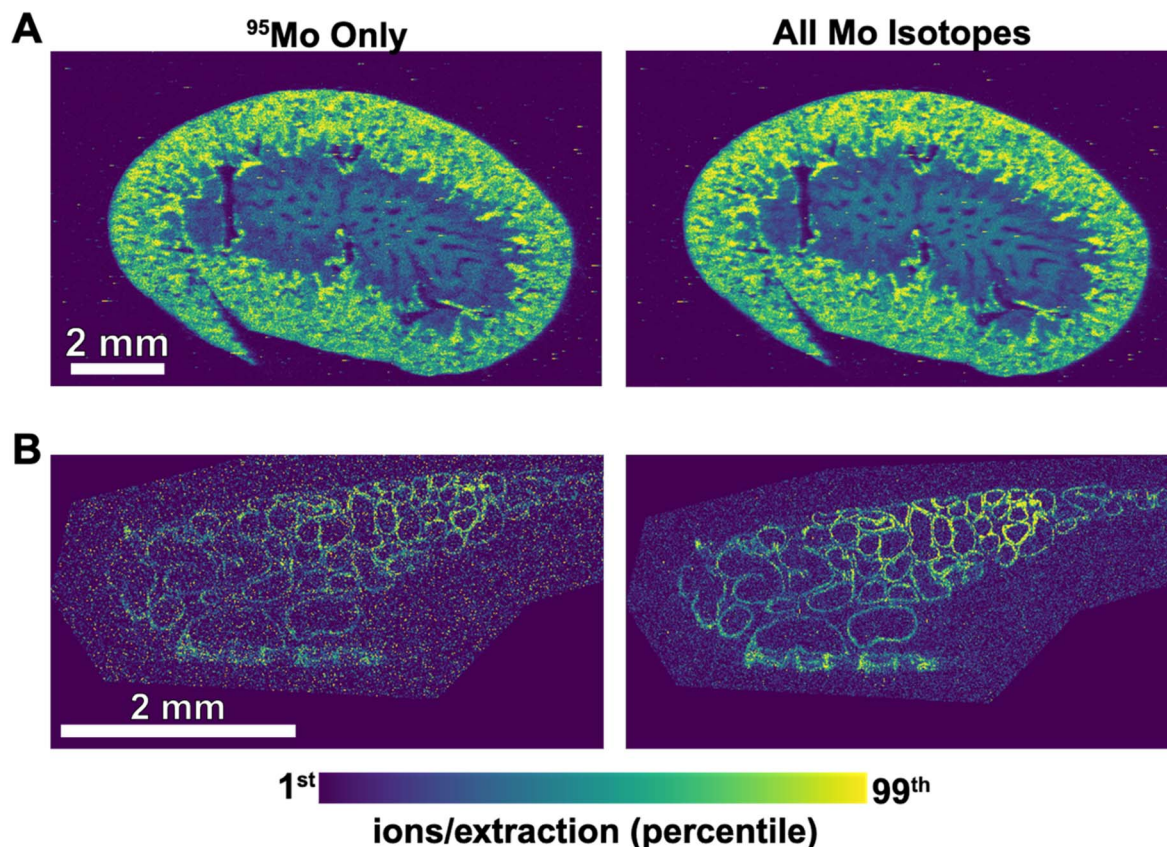 A
⁹⁵Mo Only
All Mo Isotopes
2 mm
B
2 mm
1ˢᵗ
99ᵗʰ
ions/extraction (percentile)